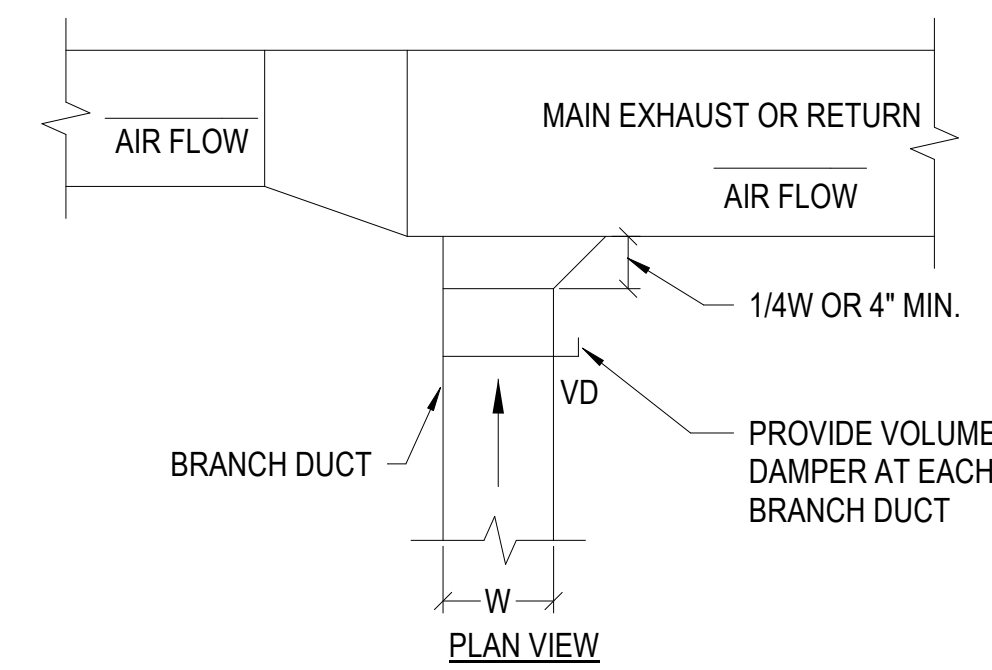 MAIN EXHAUST OR RETURN
AIR FLOW
AIR FLOW
1/4W OR 4" MIN.
VD
BRANCH DUCT
PROVIDE VOLUME
DAMPER AT EACH
BRANCH DUCT
W
PLAN VIEW